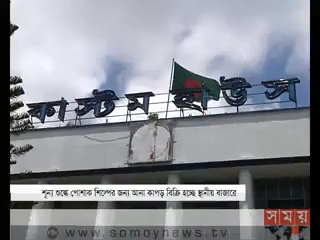 কাস্টম হাউস
শূন্য শুল্কে পোশাক শিল্পের জন্য আনা কাপড় বিক্রি হচ্ছে স্থানীয় বাজারে
সময়
www.somoynews.tv